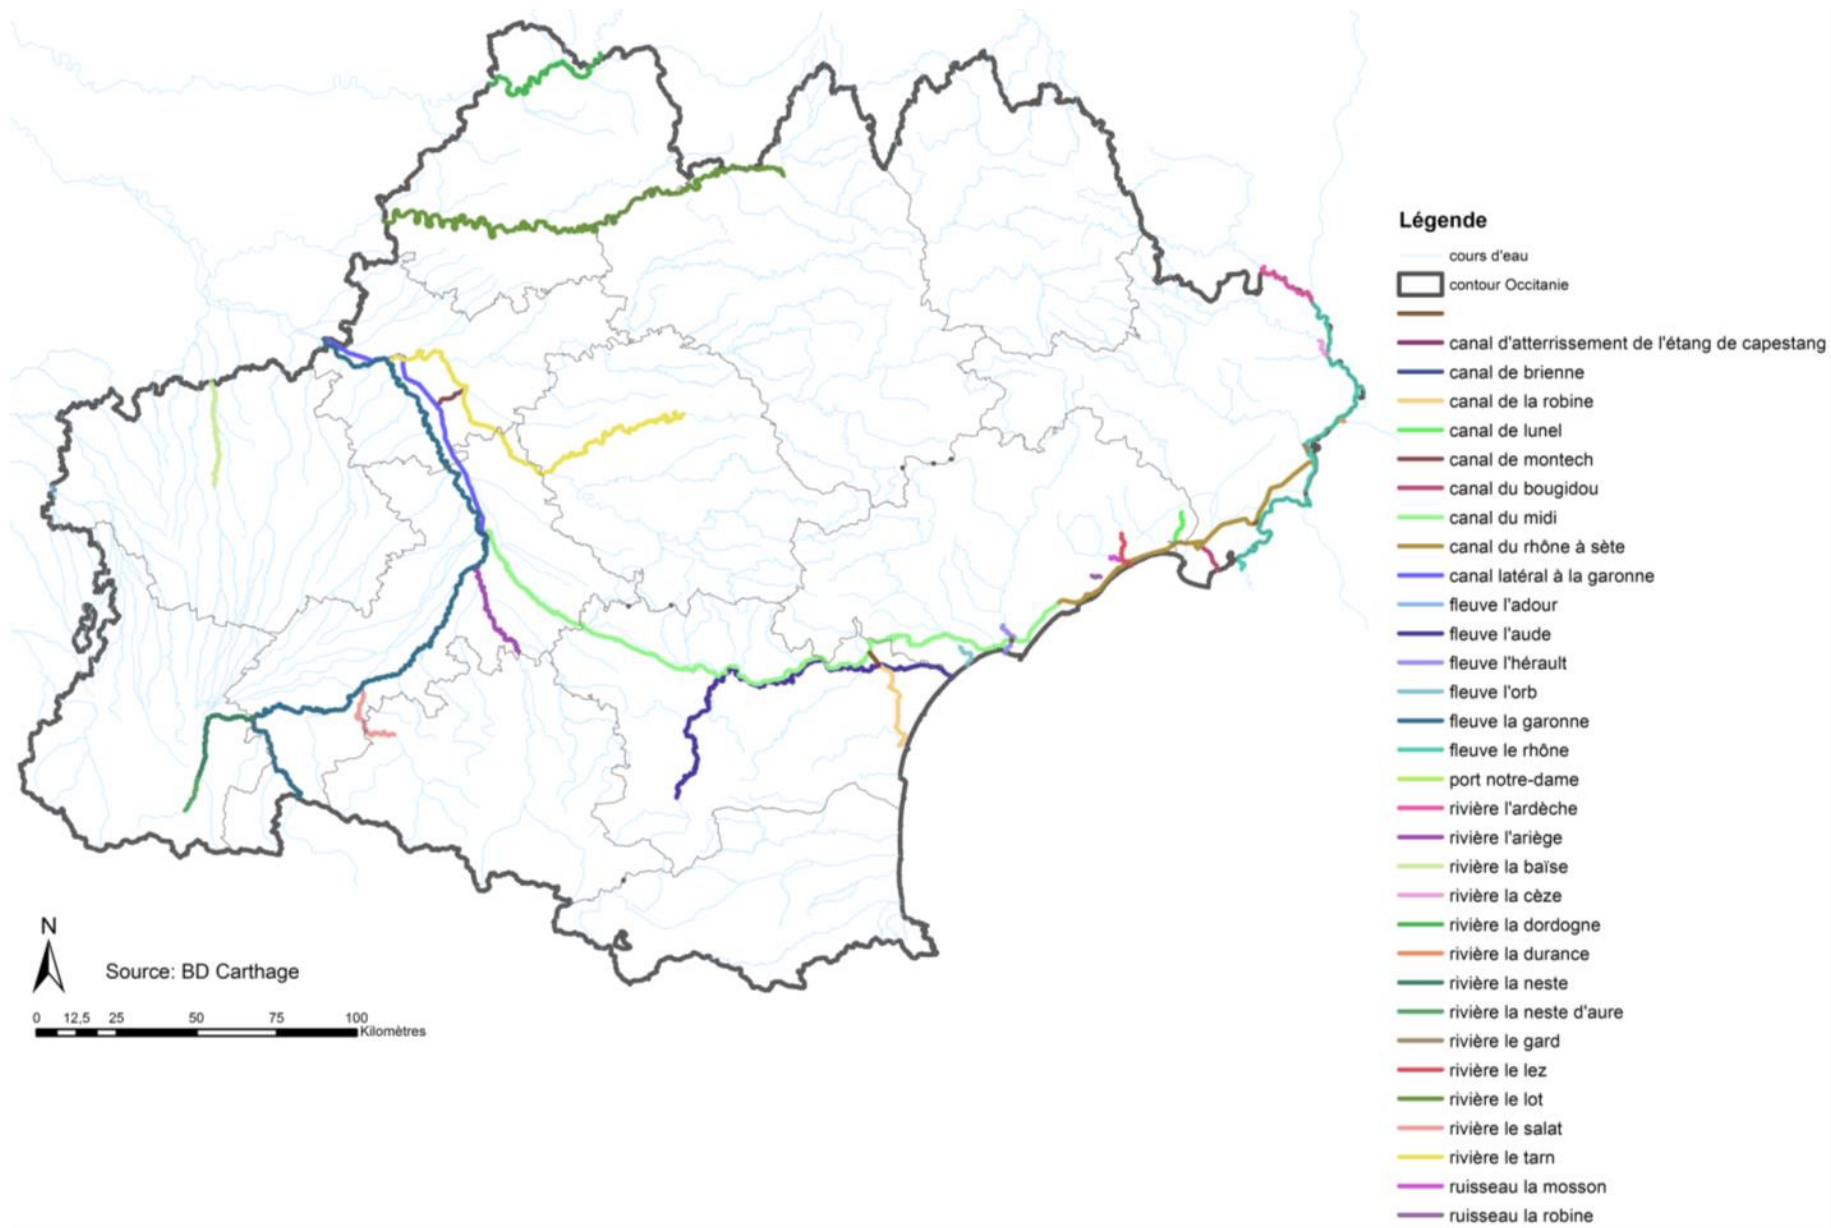 Légende
cours d'eau
contour Occitanie
canal d'atterrissement de l'étang de capestang
canal de brienne
canal de la robine
canal de lunel
canal de montech
canal du bougidou
canal du midi
canal du rhône à sète
canal latéral à la garonne
fleuve l'adour
fleuve l'aude
fleuve l'hérault
fleuve l'orb
fleuve la garonne
fleuve le rhône
port notre-dame
rivière l'ardèche
rivière l'ariège
rivière la baïse
rivière la cèze
rivière la dordogne
rivière la durance
rivière la neste
rivière la neste d'aure
rivière le gard
rivière le lez
rivière le lot
rivière le salat
rivière le tarn
ruisseau la mosson
ruisseau la robine
N
Source: BD Carthage
0 12,5 25 50 75 100
Kilomètres